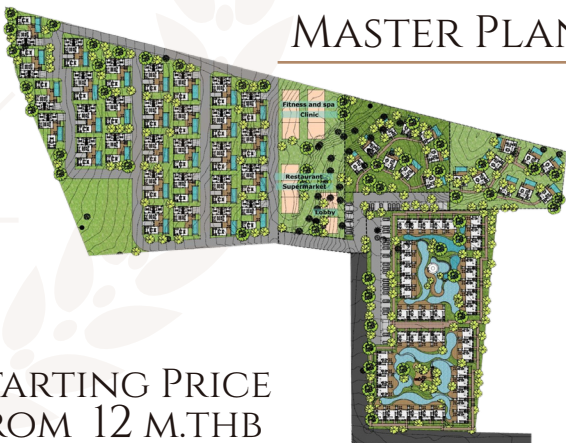 MASTER PLAN
Fitness and spa
Clinic
Restaurant
Supermarket
Lobby
TARTING PRICE
ROM 12 M.THB